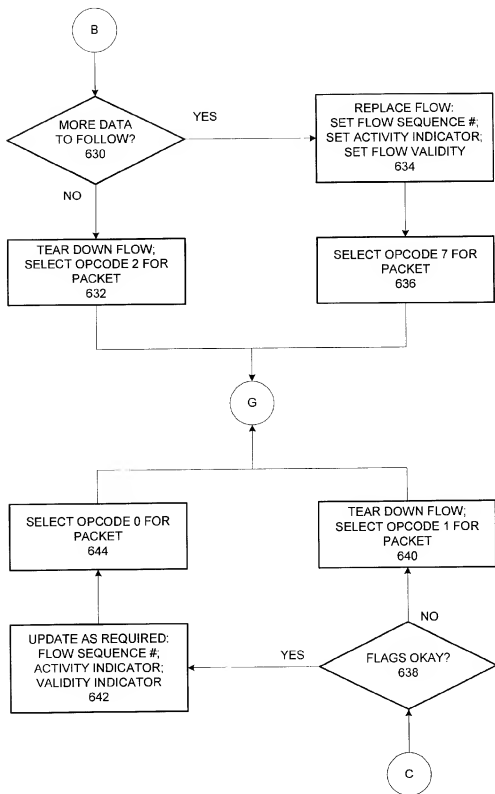 B
MORE DATA
TO FOLLOW?
630
YES
NO
REPLACE FLOW:
SET FLOW SEQUENCE #;
SET ACTIVITY INDICATOR;
SET FLOW VALIDITY
634
TEAR DOWN FLOW;
SELECT OPCODE 2 FOR
PACKET
632
SELECT OPCODE 7 FOR
PACKET
636
G
SELECT OPCODE 0 FOR
PACKET
644
TEAR DOWN FLOW;
SELECT OPCODE 1 FOR
PACKET
640
UPDATE AS REQUIRED:
FLOW SEQUENCE #;
ACTIVITY INDICATOR;
VALIDITY INDICATOR
642
YES
NO
FLAGS OKAY?
638
C